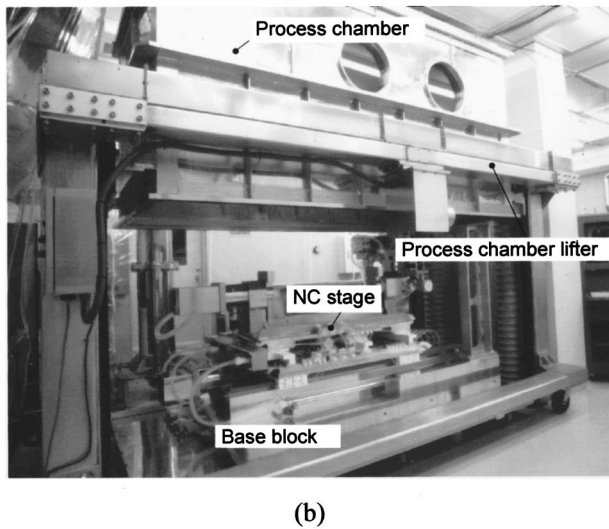 Process chamber
Process chamber lifter
NC stage
Base block
(b)